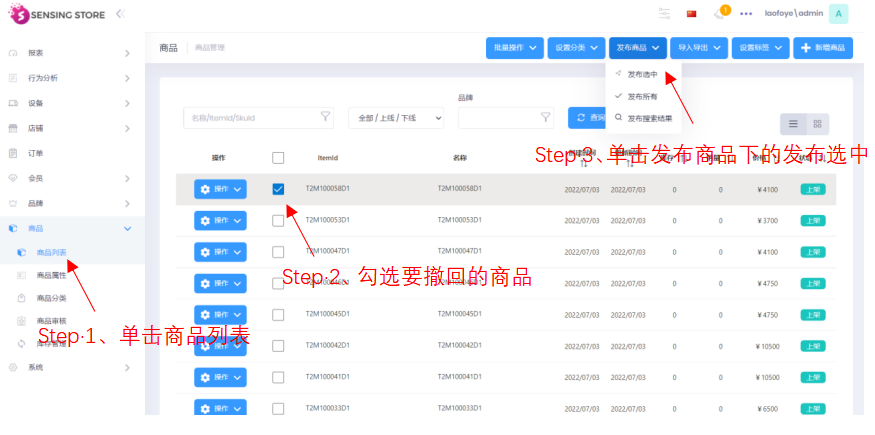 SENSING STORE
1
laofoye\admin
A
报表
行为分析
设备
店铺
订单
会员
品牌
商品
商品列表
商品属性
商品分类
商品审核
库存管理
系统
商品 商品管理
批量操作 设置分类 发布商品 导入导出 设置标签 新增商品
发布选中
发布所有
发布搜索结果
品牌
名称/ItemId/SkuId 全部 / 上线 / 下线 查询
Step·1、单击商品列表
Step·2、勾选要撤回的商品
Step·3、单击发布商品下的发布选中
操作 ItemId 名称
操作 T2M100058D1 T2M100058D1 2022/07/03 2022/07/03 0 0 ¥ 4100 上架
操作 T2M100053D1 T2M100053D1 2022/07/03 2022/07/03 0 0 ¥ 3700 上架
操作 T2M100047D1 T2M100047D1 2022/07/03 2022/07/03 0 0 ¥ 4100 上架
操作 T2M100046D1 2022/07/03 2022/07/03 0 0 ¥ 4750 上架
操作 T2M100045D1 T2M100045D1 2022/07/03 2022/07/03 0 0 ¥ 4750 上架
操作 T2M100042D1 T2M100042D1 2022/07/03 2022/07/03 0 0 ¥ 10500 上架
操作 T2M100041D1 T2M100041D1 2022/07/03 2022/07/03 0 0 ¥ 10500 上架
操作 T2M100033D1 T2M100033D1 2022/07/03 2022/07/03 0 0 ¥ 6500 上架